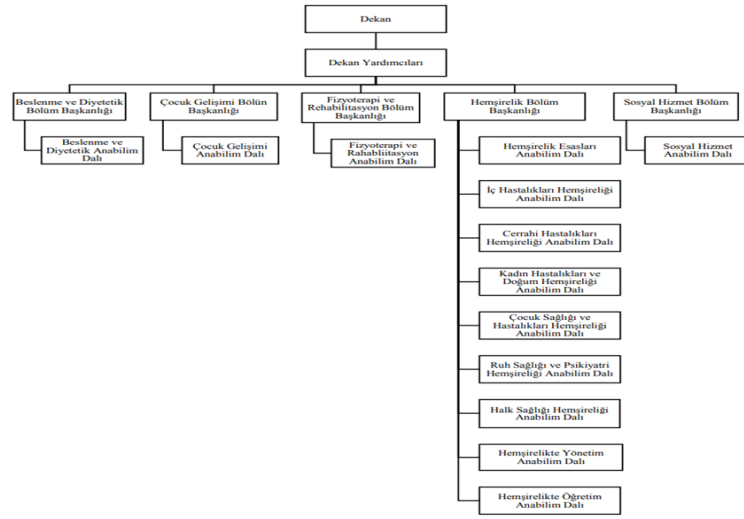 Dekan
Dekan Yardımcıları
Beslenme ve Diyetetik
Bölüm Başkanlığı
Beslenme ve
Diyetetik Anabilim
Dalı
Çocuk Gelişimi Bölün
Başkanlığı
Çocuk Gelişimi
Anabilim Dalı
Fizyoterapi ve
Rehabilitasyon Bölüm
Başkanlığı
Fizyoterapi ve
Rahabliitasyon
Anabilim Dalı
Hemşirelik Bölüm
Başkanlığı
Hemşirelik Esasları
Anabilim Dalı
İç Hastalıkları Hemşireliği
Anabilim Dalı
Cerrahi Hastalıkları
Hemşireliği Anabilim Dalı
Kadın Hastalıkları ve
Doğum Hemşireliği
Anabilim Dalı
Çocuk Sağlığı ve
Hastalıkları Hemşireliği
Anabilim Dalı
Ruh Sağlığı ve Psikiyatri
Hemşireliği Anabilim Dalı
Halk Sağlığı Hemşireliği
Anabilim Dalı
Hemşirelikte Yönetim
Anabilim Dalı
Hemşirelikte Öğretim
Anabilim Dalı
Sosyal Hizmet Bölüm
Başkanlığı
Sosyal Hizmet
Anabilim Dalı